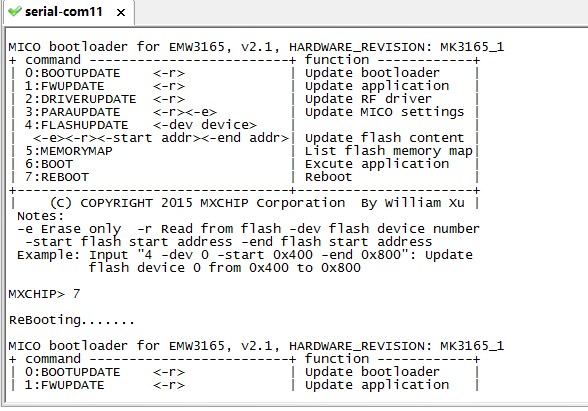 serial-com11
MICO bootloader for EMW3165, v2.1, HARDWARE_REVISION: MK3165_1
+ command -------------------------+ function ------------+
| 0:BOOTUPDATE    <-r>             | Update bootloader    |
| 1:FWUPDATE      <-r>             | Update application   |
| 2:DRIVERUPDATE  <-r>             | Update RF driver     |
| 3:PARAUPDATE    <-r><-e>         | Update MICO settings |
| 4:FLASHUPDATE   <-dev device>    |                      |
|  <-e><-r><-start addr><-end addr>| Update flash content |
| 5:MEMORYMAP                      | List flash memory map|
| 6:BOOT                           | Excute application   |
| 7:REBOOT                         | Reboot               |
+----------------------------------+----------------------+
|    (C) COPYRIGHT 2015 MXCHIP Corporation  By William Xu |
Notes:
-e Erase only  -r Read from flash -dev flash device number
-start flash start address -end flash start address
Example: Input "4 -dev 0 -start 0x400 -end 0x800": Update
flash device 0 from 0x400 to 0x800
MXCHIP> 7
ReBooting.......
MICO bootloader for EMW3165, v2.1, HARDWARE_REVISION: MK3165_1
+ command -------------------------+ function ------------+
| 0:BOOTUPDATE    <-r>             | Update bootloader    |
| 1:FWUPDATE      <-r>             | Update application   |